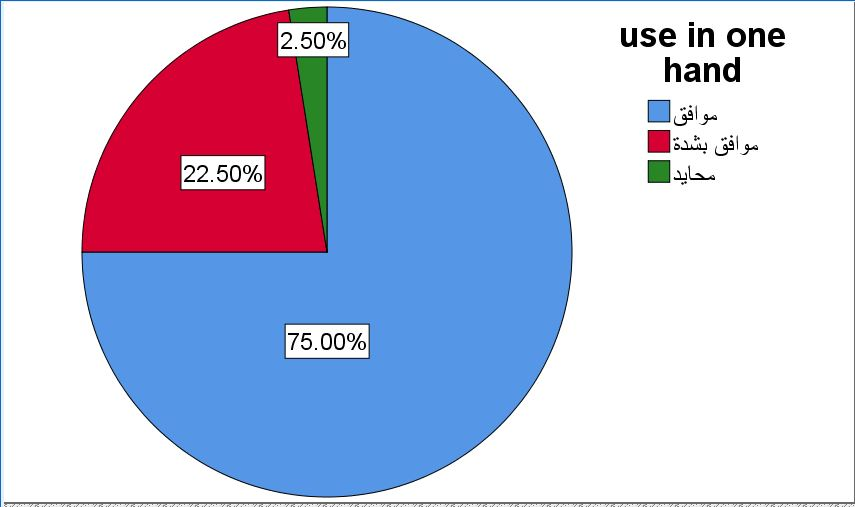 use in one
hand
موافق
موافق بشدة
محايد
2.50%
22.50%
75.00%